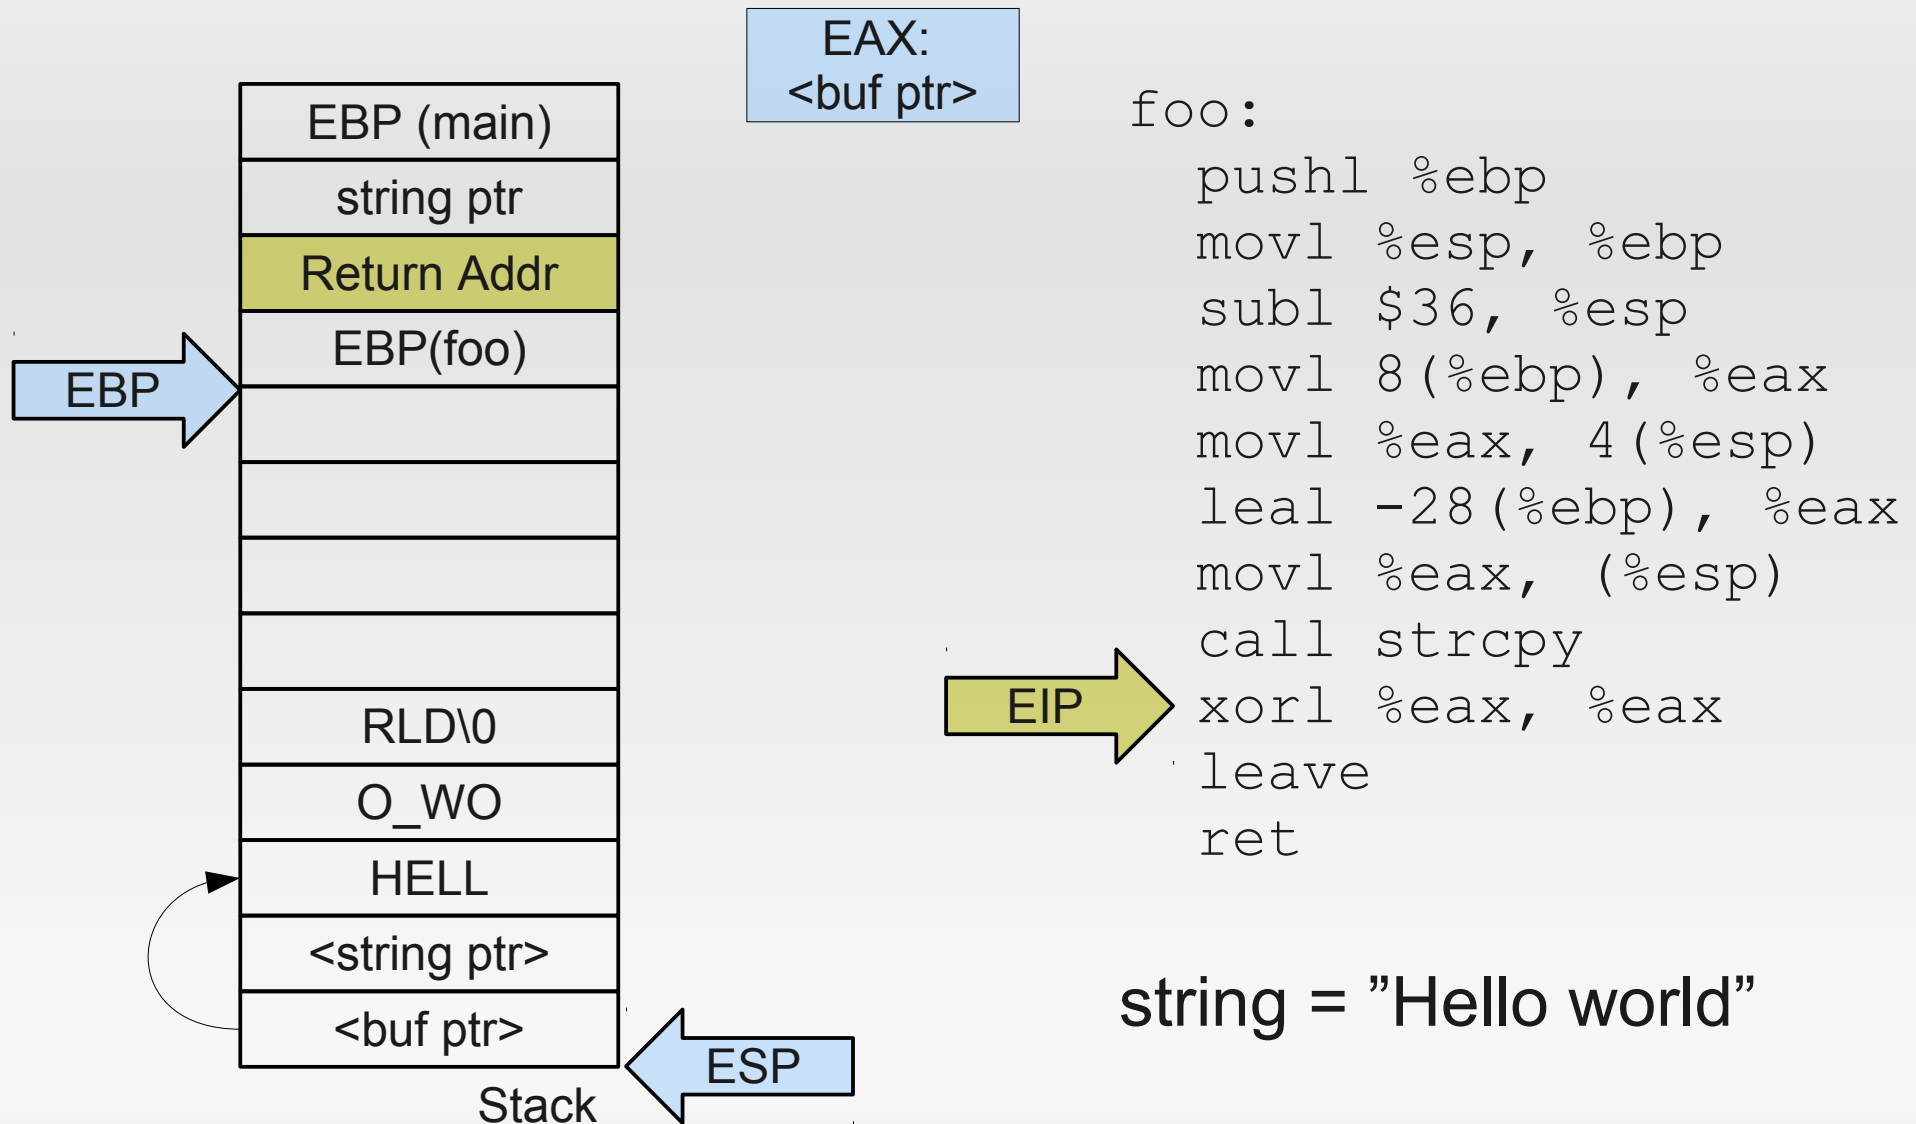 EAX:
<buf ptr>
EBP (main)
string ptr
Return Addr
EBP(foo)
RLD\0
O_WO
HELL
<string ptr>
<buf ptr>
Stack
EBP
ESP
EIP
foo:
pushl %ebp
movl %esp, %ebp
subl $36, %esp
movl 8(%ebp), %eax
movl %eax, 4(%esp)
leal -28(%ebp), %eax
movl %eax, (%esp)
call strcpy
xorl %eax, %eax
leave
ret
string = ”Hello world”